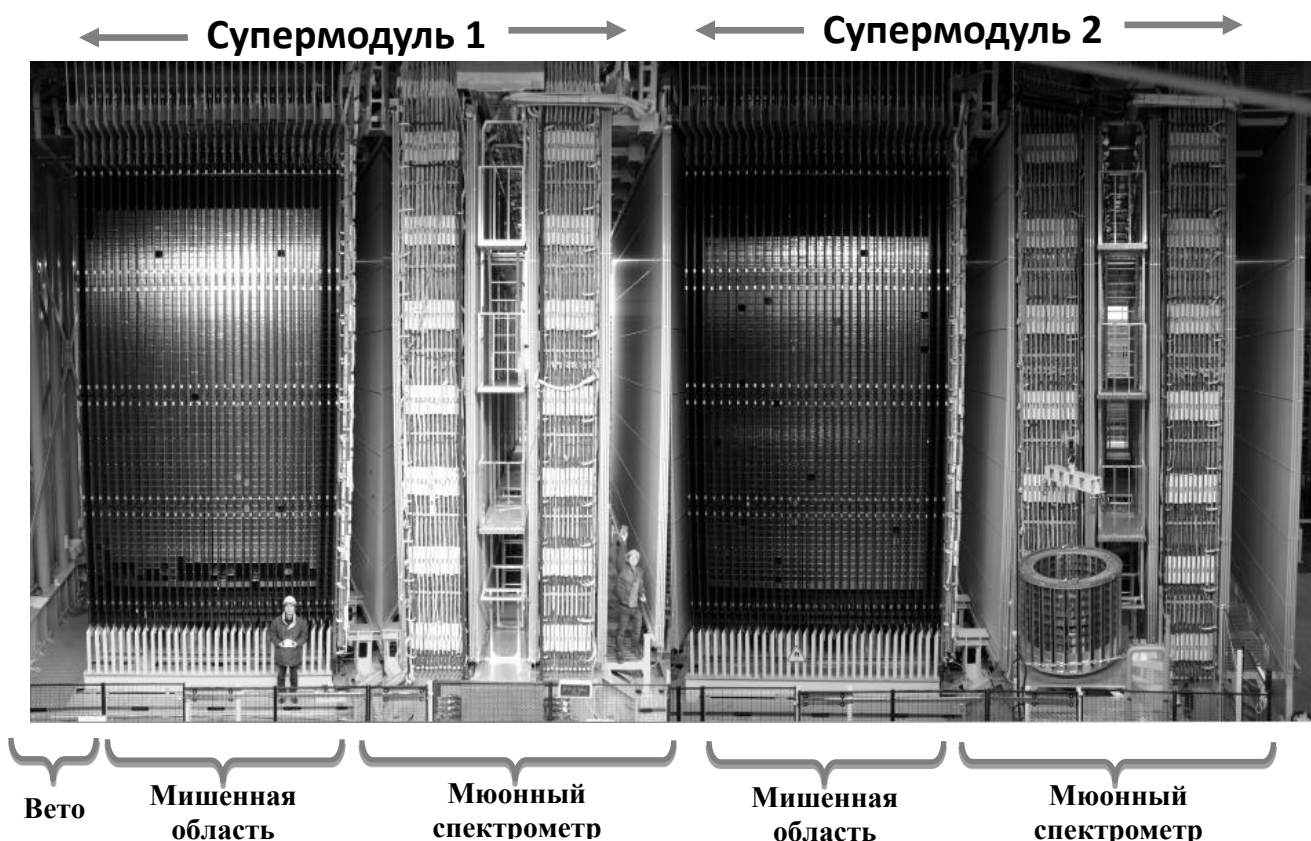 Супермодуль 1
Супермодуль 2
Вето
Мишенная
область
Мюонный
спектрометр
Мишенная
область
Мюонный
спектрометр